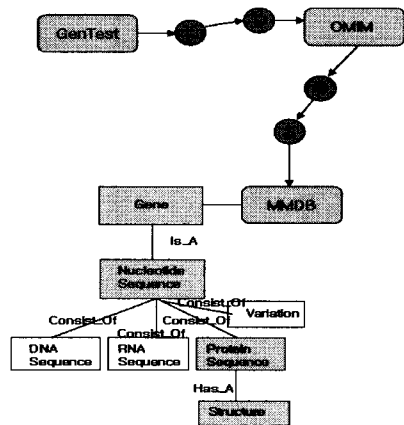 GenTest
OMIM
Gene
MMDB
Is_A
Nucleotide
Sequence
Consist_Of
Variation
Consist_Of
Consist_Of
Consist_Of
DNA
Sequence
RNA
Sequence
Protein
Sequence
Has_A
Structure